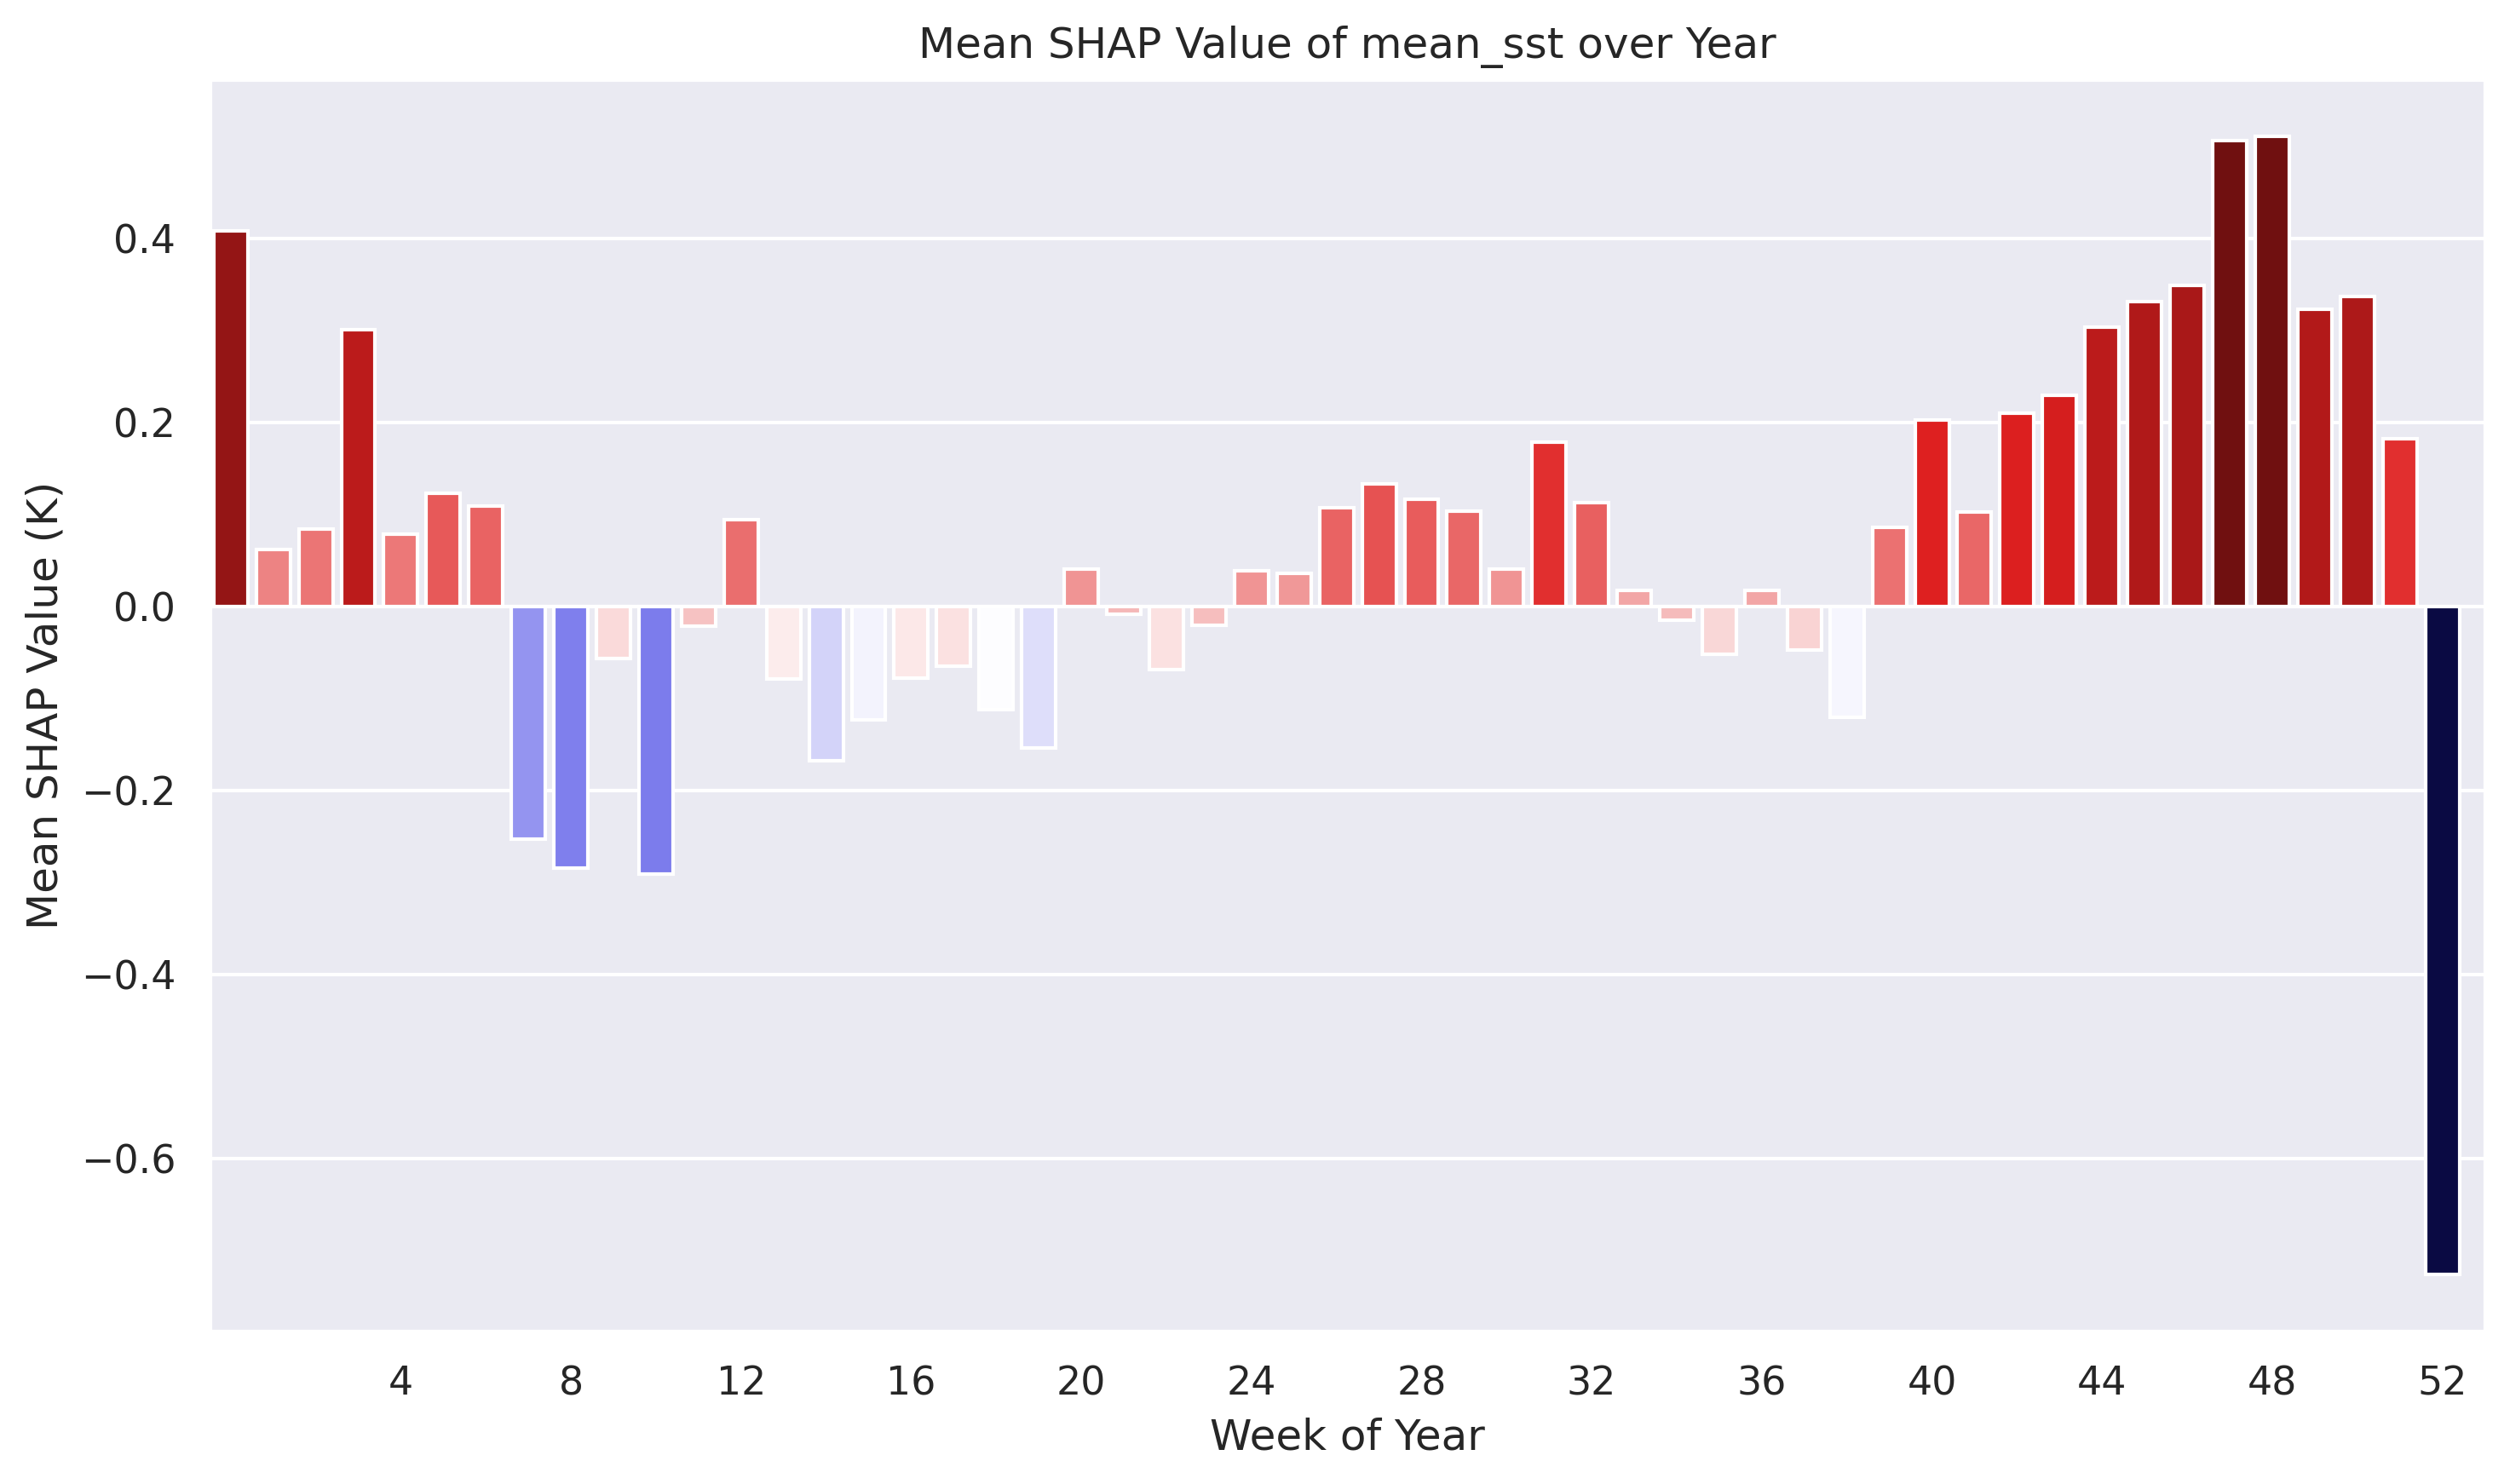 Mean SHAP Value of mean_sst over Year
Mean SHAP Value (K)
0.4
0.2
0.0
−0.2
−0.4
−0.6
4 8 12 16 20 24 28 32 36 40 44 48 52
Week of Year